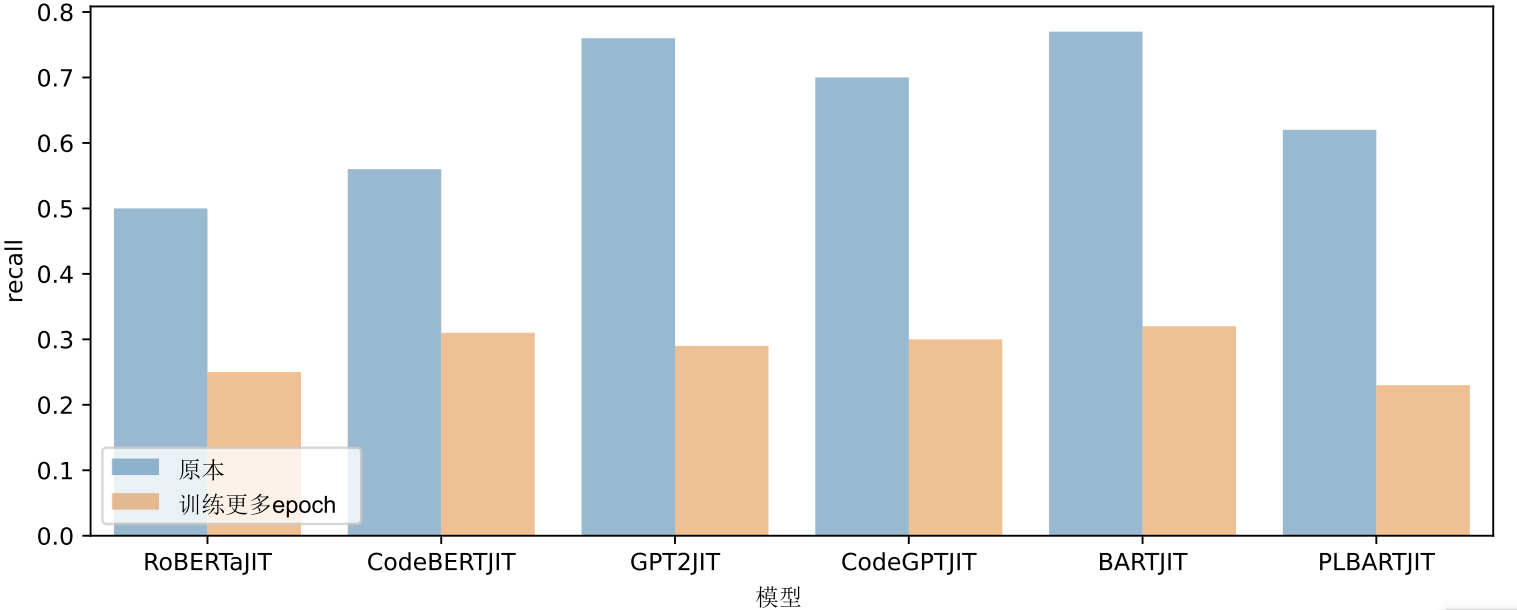 0.8
0.7
0.6
0.5
0.4
0.3
0.2
0.1
0.0
recall
原本
训练更多epoch
RoBERTaJIT CodeBERTJIT GPT2JIT CodeGPTJIT BARTJIT PLBARTJIT
模型